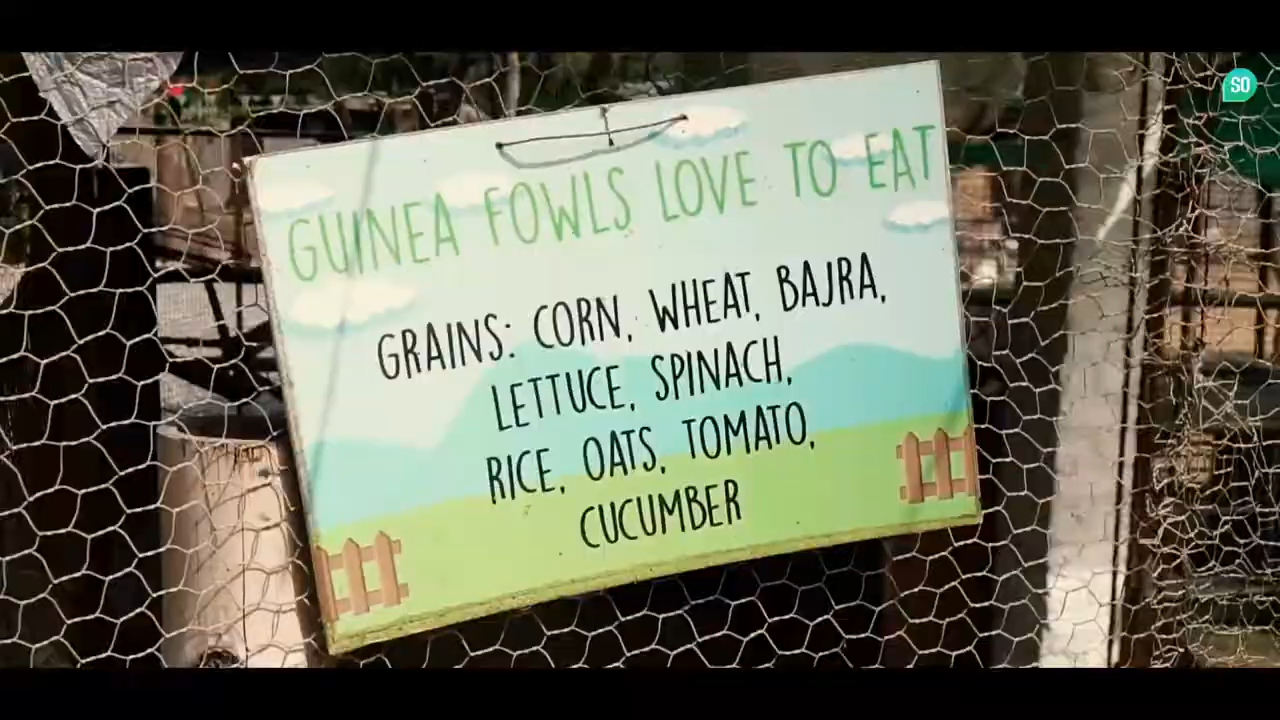 SO
GUINEA FOWLS LOVE TO EAT
GRAINS: CORN, WHEAT, BAJRA,
LETTUCE, SPINACH,
RICE, OATS, TOMATO,
CUCUMBER